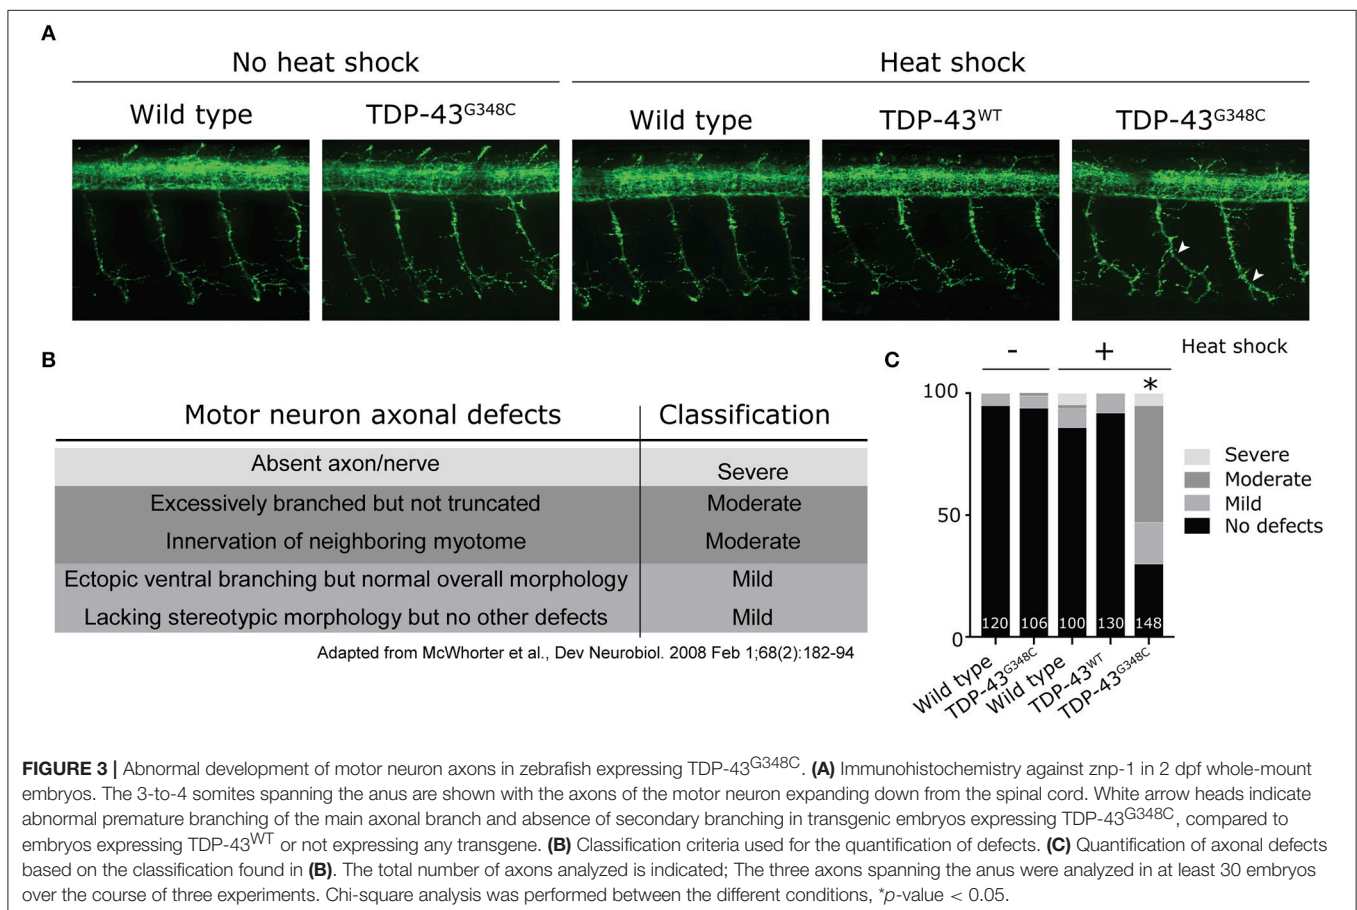 A
No heat shock
Heat shock
Wild type
TDP-43G348C
Wild type
TDP-43WT
TDP-43G348C
B
Motor neuron axonal defects
Classification
Absent axon/nerve
Severe
Excessively branched but not truncated
Moderate
Innervation of neighboring myotome
Moderate
Ectopic ventral branching but normal overall morphology
Mild
Lacking stereotypic morphology but no other defects
Mild
Adapted from McWhorter et al., Dev Neurobiol. 2008 Feb 1;68(2):182-94
C
- + Heat shock
*
100
50
0
120 106 100 130 148
Wild type
TDP-43G348C
Wild type
TDP-43WT
TDP-43G348C
Severe
Moderate
Mild
No defects
FIGURE 3 | Abnormal development of motor neuron axons in zebrafish expressing TDP-43G348C. (A) Immunohistochemistry against znp-1 in 2 dpf whole-mount
embryos. The 3-to-4 somites spanning the anus are shown with the axons of the motor neuron expanding down from the spinal cord. White arrow heads indicate
abnormal premature branching of the main axonal branch and absence of secondary branching in transgenic embryos expressing TDP-43G348C, compared to
embryos expressing TDP-43WT or not expressing any transgene. (B) Classification criteria used for the quantification of defects. (C) Quantification of axonal defects
based on the classification found in (B). The total number of axons analyzed is indicated; The three axons spanning the anus were analyzed in at least 30 embryos
over the course of three experiments. Chi-square analysis was performed between the different conditions, *p-value < 0.05.